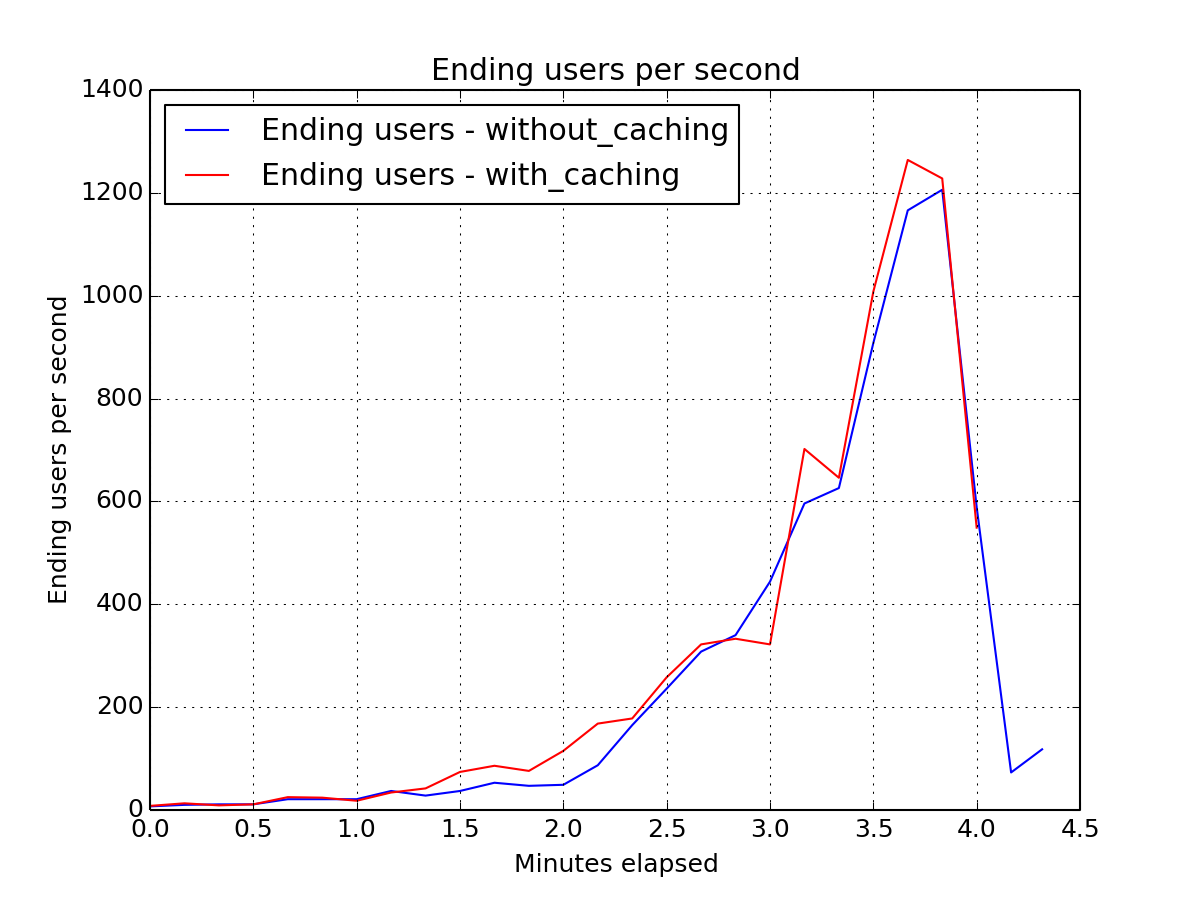 Ending users per second
1400
1200
1000
800
600
400
200
0
Ending users - without_caching
Ending users - with_caching
Ending users per second
0.0 0.5 1.0 1.5 2.0 2.5 3.0 3.5 4.0 4.5
Minutes elapsed